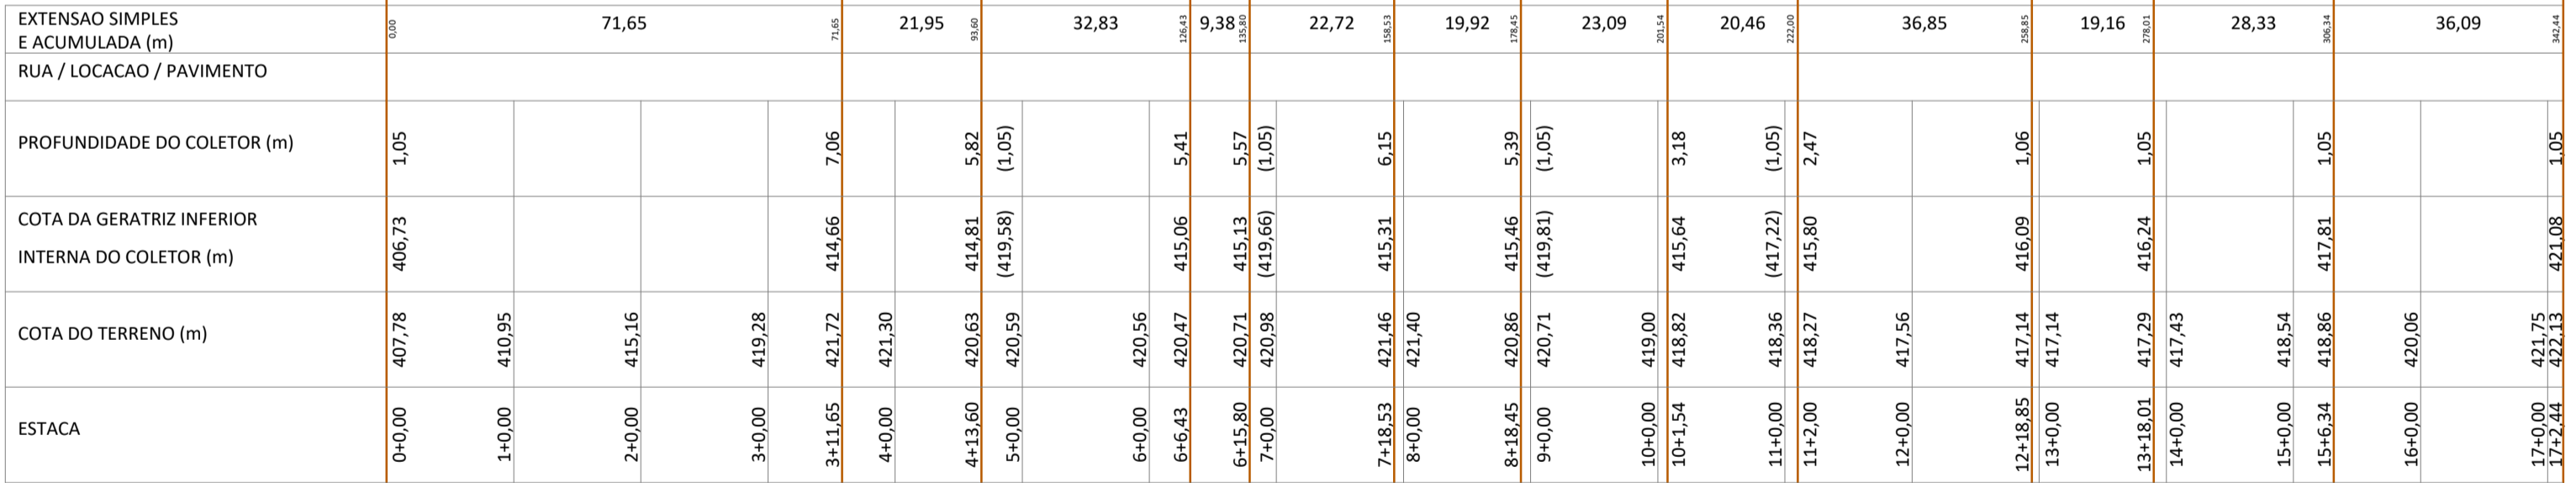 EXTENSAO SIMPLES
E ACUMULADA (m)
0,00 71,65 71,65 21,95 93,60 32,83 126,43 9,38 135,80 22,72 158,53 19,92 178,45 23,09 201,54 20,46 222,00 36,85 258,85 19,16 278,01 28,33 306,34 36,09 342,44
RUA / LOCACAO / PAVIMENTO
PROFUNDIDADE DO COLETOR (m)
1,05 7,06 5,82 (1,05) 5,41 5,57 (1,05) 6,15 5,39 (1,05) 3,18 (1,05) 2,47 1,06 1,05 1,05 1,05
COTA DA GERATRIZ INFERIOR
INTERNA DO COLETOR (m)
406,73 414,66 414,81 (419,58) 415,06 415,13 (419,66) 415,31 415,46 (419,81) 415,64 (417,22) 415,80 416,09 416,24 417,81 421,08
COTA DO TERRENO (m)
407,78 410,95 415,16 419,28 421,72 421,30 420,63 420,59 420,56 420,47 420,71 420,98 421,46 421,40 420,86 420,71 419,00 418,82 418,36 418,27 417,56 417,14 417,14 417,29 417,43 418,54 418,86 420,06 421,75 422,13
ESTACA
0+0,00 1+0,00 2+0,00 3+0,00 3+11,65 4+0,00 4+13,60 5+0,00 6+0,00 6+6,43 6+15,80 7+0,00 7+18,53 8+0,00 8+18,45 9+0,00 10+0,00 10+1,54 11+0,00 11+2,00 12+0,00 12+18,85 13+0,00 13+18,01 14+0,00 15+0,00 15+6,34 16+0,00 17+0,00 17+2,44